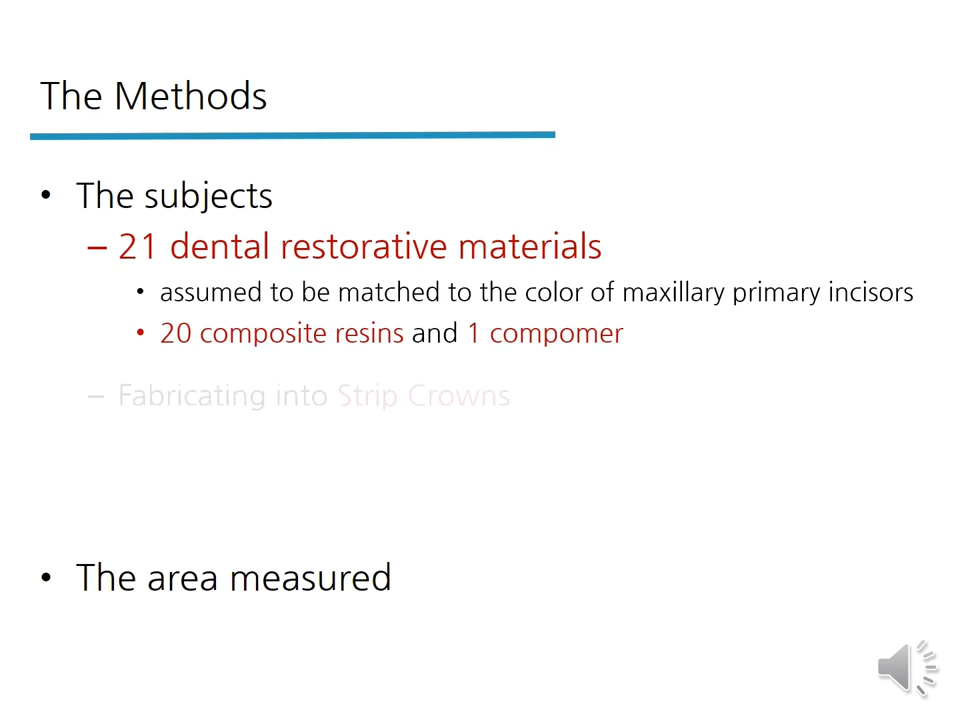 The Methods
• The subjects
– 21 dental restorative materials
• assumed to be matched to the color of maxillary primary incisors
• 20 composite resins and 1 compomer
– Fabricating into Strip Crowns
• The area measured